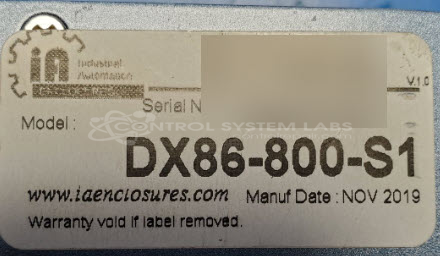 iA Industrial
Automation
V1.0
Serial N
Model :
CONTROL SYSTEM LABS
DX86-800-S1
www.iaenclosures.com Manuf Date : NOV 2019
Warranty void if label removed.